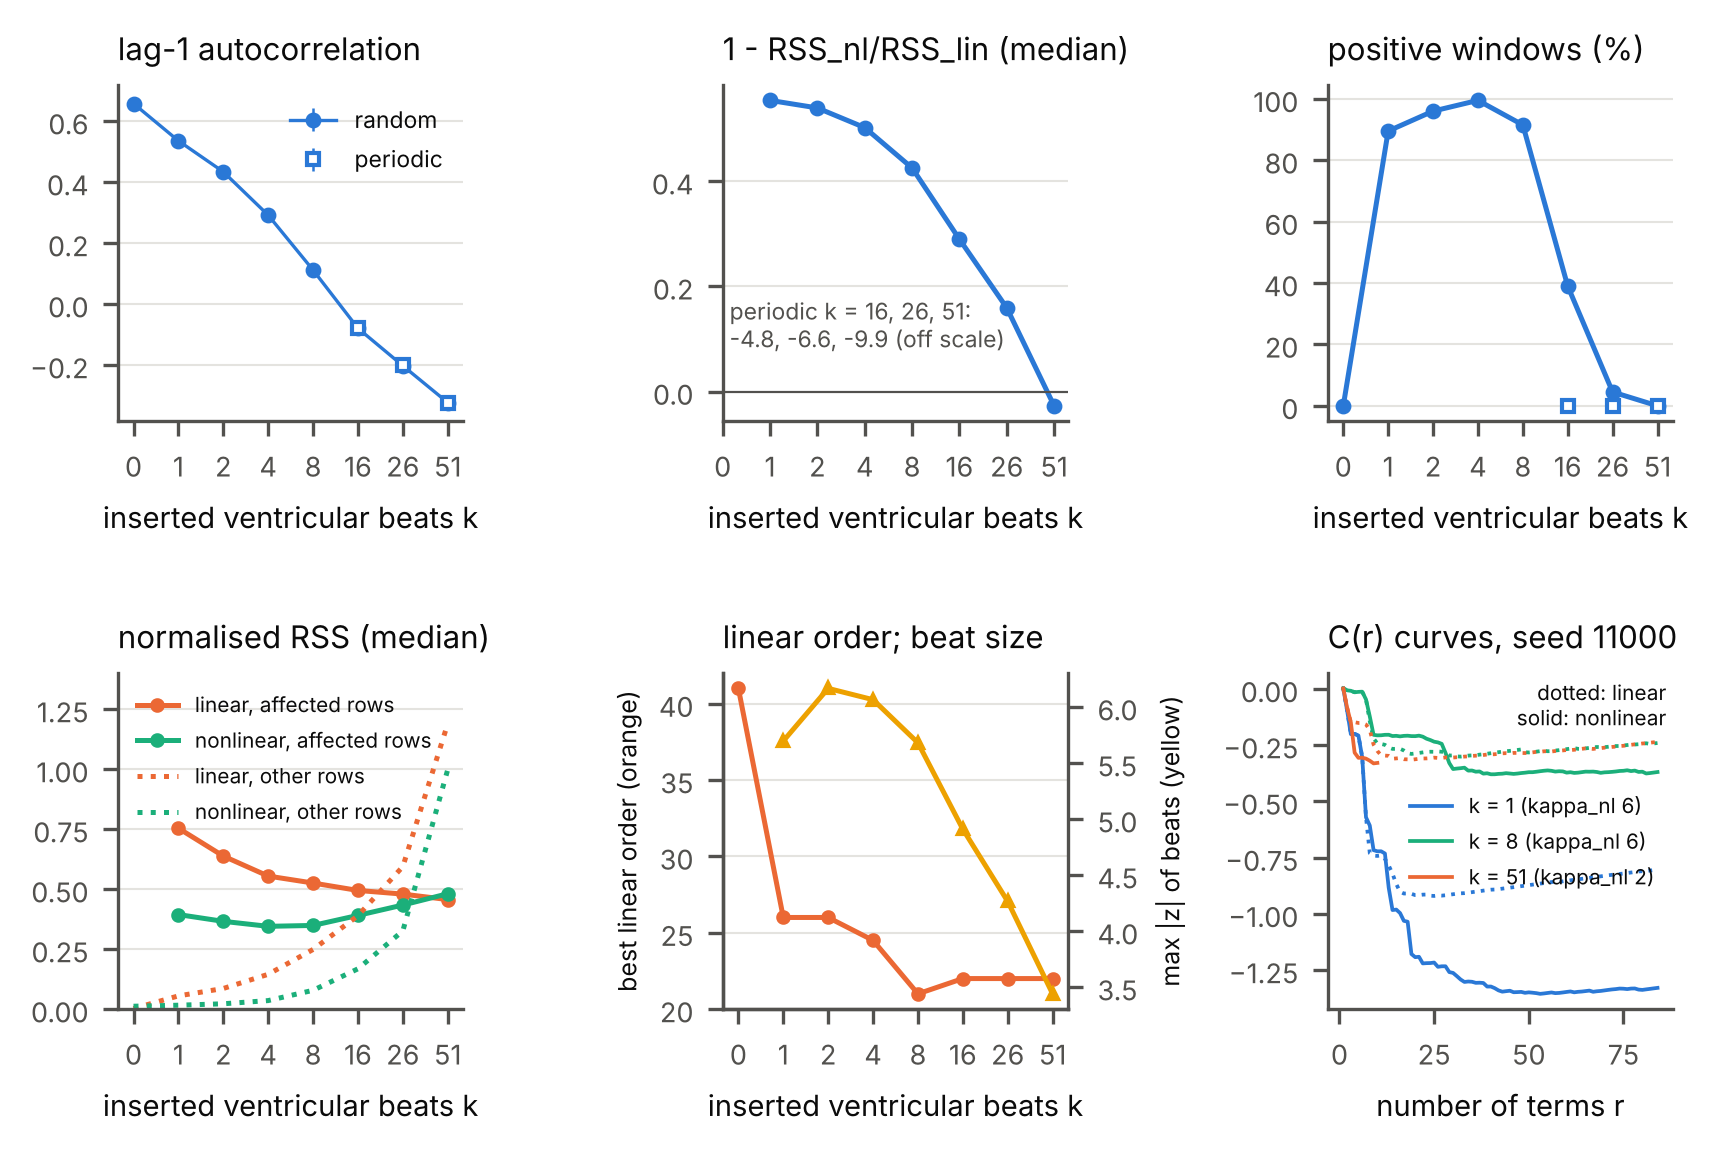 lag-1 autocorrelation
0.6
0.4
0.2
0.0
−0.2
random
periodic
0 1 2 4 8 16 26 51
inserted ventricular beats k
1 - RSS_nl/RSS_lin (median)
0.4
0.2
0.0
periodic k = 16, 26, 51:
-4.8, -6.6, -9.9 (off scale)
0 1 2 4 8 16 26 51
inserted ventricular beats k
positive windows (%)
100
80
60
40
20
0
0 1 2 4 8 16 26 51
inserted ventricular beats k
normalised RSS (median)
1.25
1.00
0.75
0.50
0.25
0.00
linear, affected rows
nonlinear, affected rows
linear, other rows
nonlinear, other rows
0 1 2 4 8 16 26 51
inserted ventricular beats k
linear order; beat size
best linear order (orange)
40
35
30
25
20
6.0
5.5
5.0
4.5
4.0
3.5
max |z| of beats (yellow)
0 1 2 4 8 16 26 51
inserted ventricular beats k
C(r) curves, seed 11000
0.00
−0.25
−0.50
−0.75
−1.00
−1.25
dotted: linear
solid: nonlinear
k = 1 (kappa_nl 6)
k = 8 (kappa_nl 6)
k = 51 (kappa_nl 2)
0 25 50 75
number of terms r